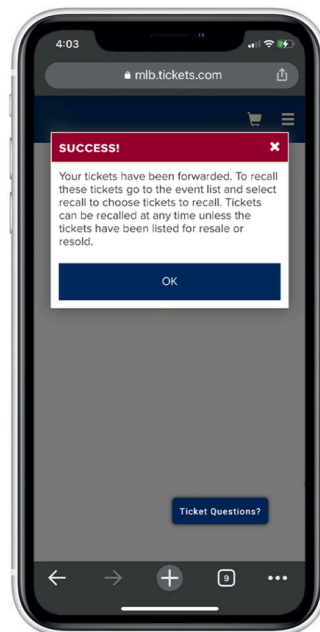 4:03
mlb.tickets.com
SUCCESS!
Your tickets have been forwarded. To recall
these tickets go to the event list and select
recall to choose tickets to recall. Tickets
can be recalled at any time unless the
tickets have been listed for resale or
resold.
OK
Ticket Questions?
9